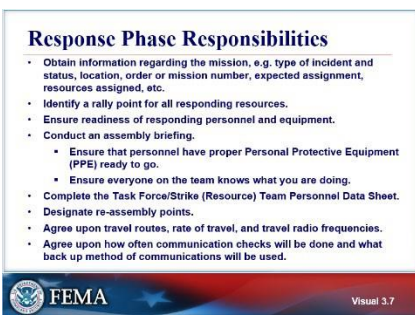 Response Phase Responsibilities
• Obtain information regarding the mission, e.g. type of incident and
status, location, order or mission number, expected assignment,
resources assigned, etc.
• Identify a rally point for all responding resources.
• Ensure readiness of responding personnel and equipment.
• Conduct an assembly briefing.
▪ Ensure that personnel have proper Personal Protective Equipment
(PPE) ready to go.
▪ Ensure everyone on the team knows what you are doing.
• Complete the Task Force/Strike (Resource) Team Personnel Data Sheet.
• Designate re-assembly points.
• Agree upon travel routes, rate of travel, and travel radio frequencies.
• Agree upon how often communication checks will be done and what
back up method of communications will be used.
FEMA
Visual 3.7